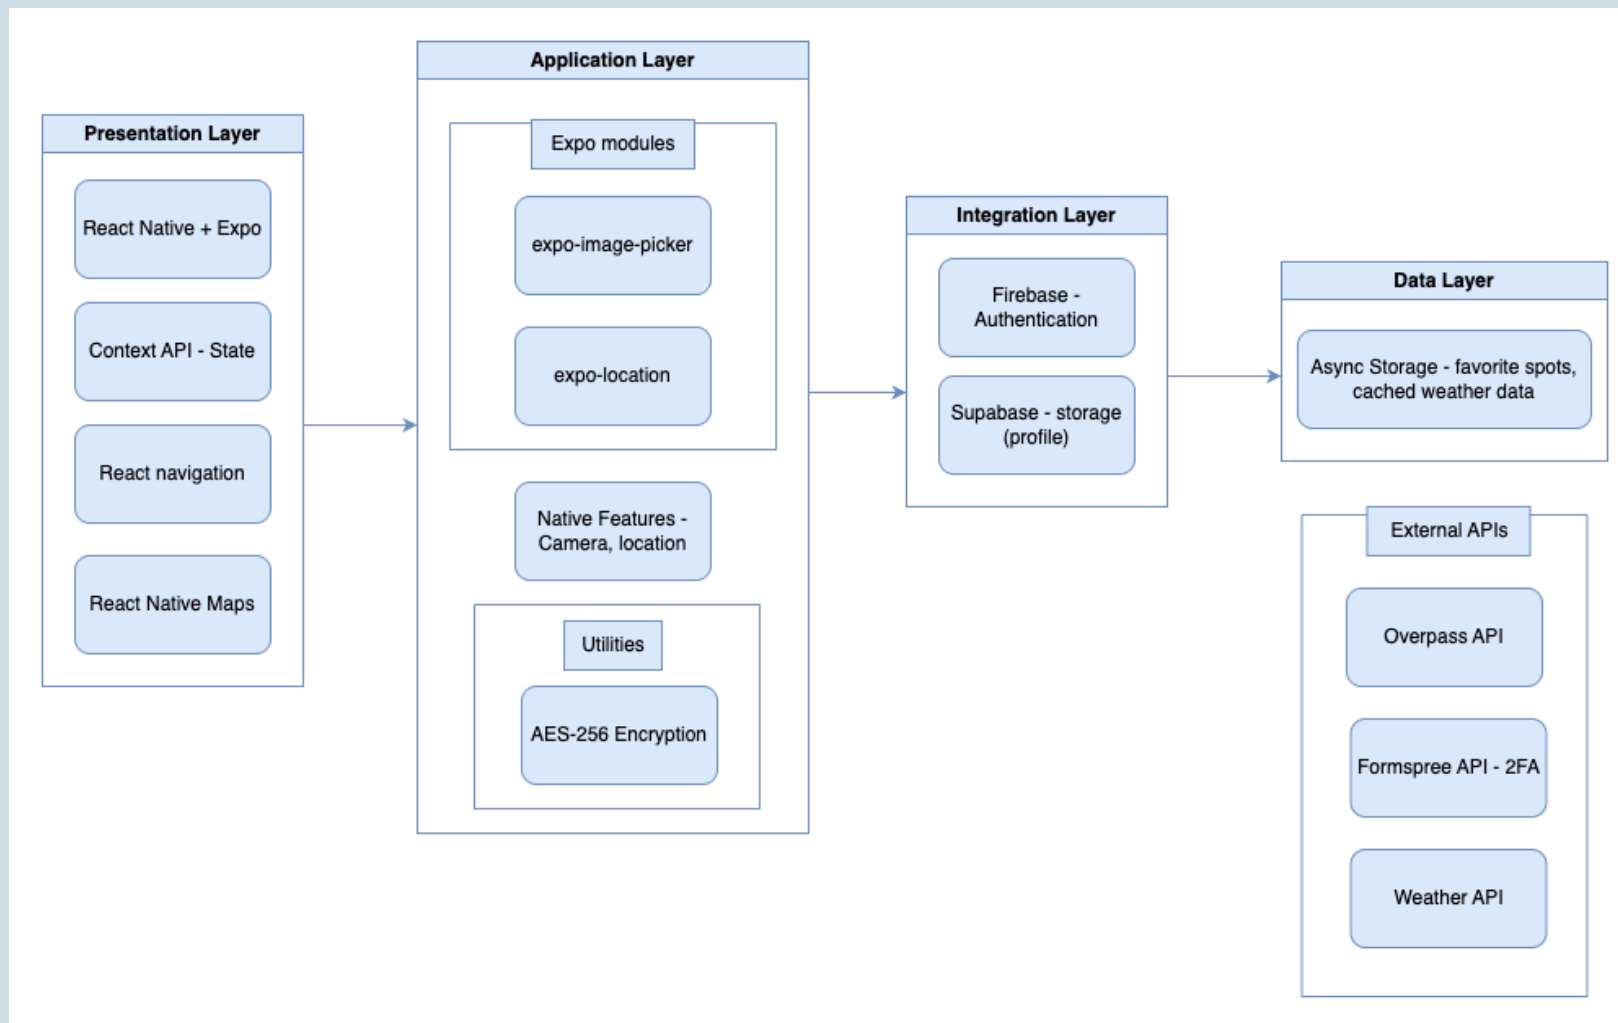 Presentation Layer
React Native + Expo
Context API - State
React navigation
React Native Maps
Application Layer
Expo modules
expo-image-picker
expo-location
Native Features -
Camera, location
Utilities
AES-256 Encryption
Integration Layer
Firebase -
Authentication
Supabase - storage
(profile)
Data Layer
Async Storage - favorite spots,
cached weather data
External APIs
Overpass API
Formspree API - 2FA
Weather API